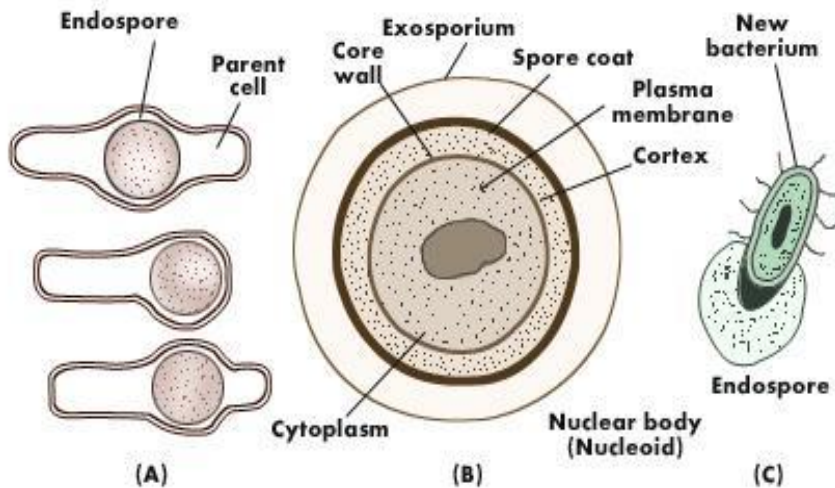 Endospore
Parent
cell
(A)
Exosporium
Core
wall
Spore coat
Plasma
membrane
Cortex
Cytoplasm
Nuclear body
(Nucleoid)
(B)
New
bacterium
Endospore
(C)